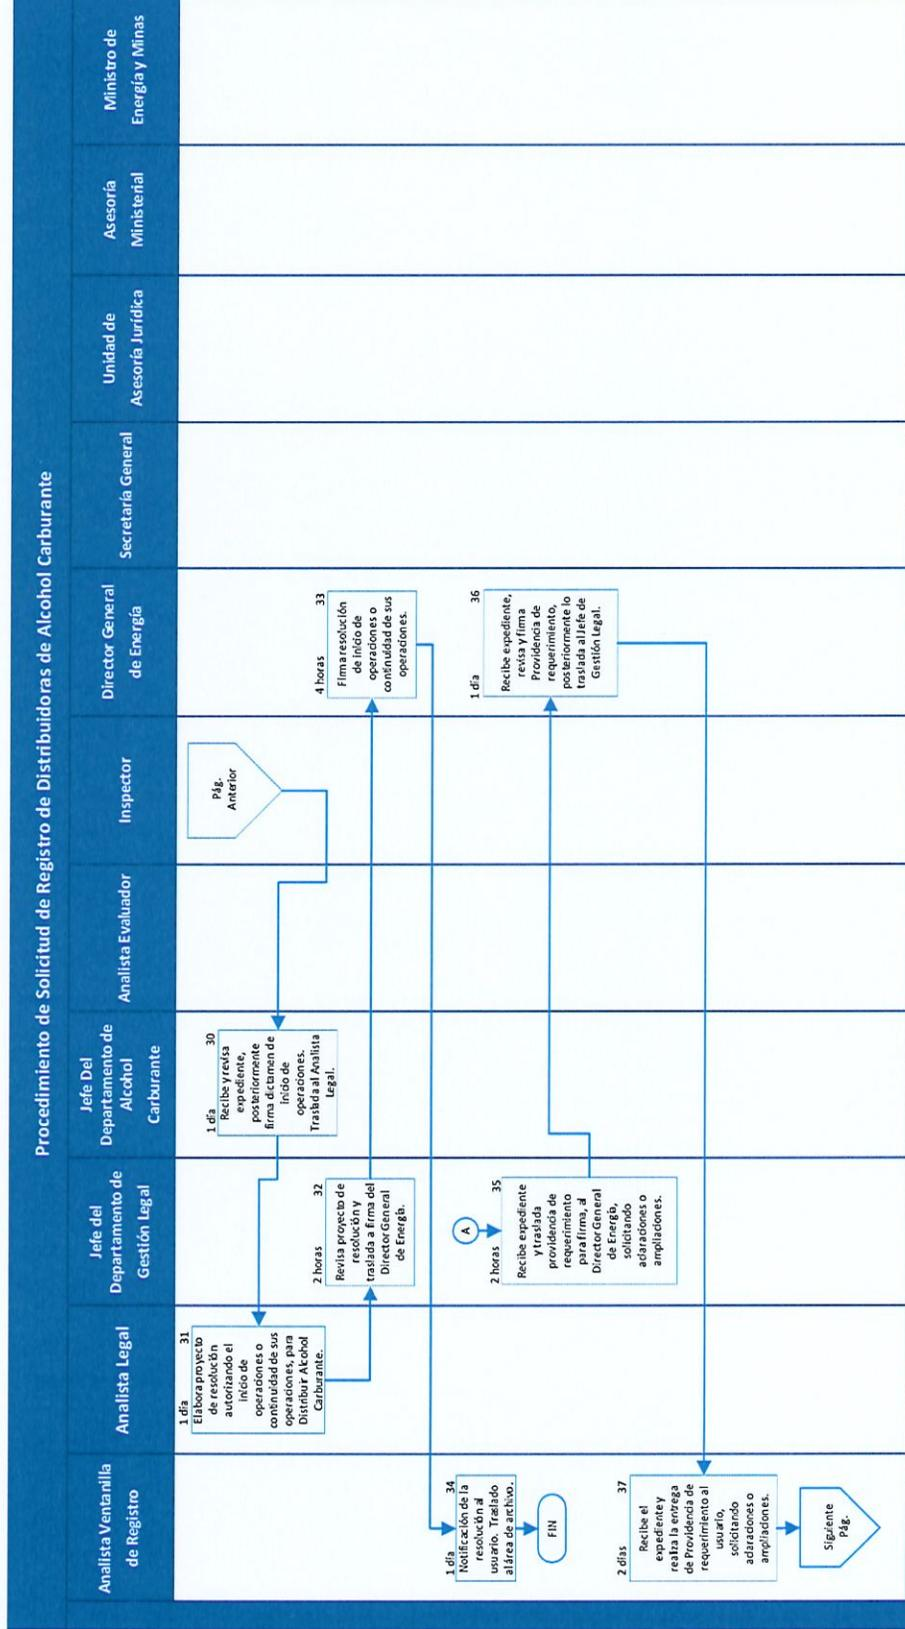 Procedimiento de Solicitud de Registro de Distribuidoras de Alcohol Carburante
Analista Ventanilla
de Registro
Analista Legal
Jefe del
Departamento de
Gestión Legal
Jefe Del
Departamento de
Alcohol
Carburante
Analista Evaluador
Inspector
Director General
de Energía
Secretaría General
Unidad de
Asesoría Jurídica
Asesoría
Ministerial
Ministro de
Energía y Minas
Pág.
Anterior
1 día 30
Recibe y revisa
expediente,
posteriormente
firma dictamen de
inicio de
operaciones.
Traslada al Analista
Legal.
1 día 31
Elabora proyecto
de resolución
autorizando el
inicio de
operaciones o
continuidad de sus
operaciones, para
Distribuir Alcohol
Carburante.
2 horas 32
Revisa proyecto de
resolución y
traslada a firma del
Director General
de Energía.
4 horas 33
Firma resolución
de inicio de
operaciones o
continuidad de sus
operaciones.
1 día 34
Notificación de la
resolución al
usuario. Traslado
al área de archivo.
FIN
A
2 horas 35
Recibe expediente
y traslada
providencia de
requerimiento
para firma, al
Director General
de Energía,
solicitando
aclaraciones o
ampliaciones.
1 día 36
Recibe expediente,
revisa y firma
Providencia de
requerimiento,
posteriormente lo
traslada al Jefe de
Gestión Legal.
2 días 37
Recibe el
expediente y
realiza la entrega
de Providencia de
requerimiento al
usuario,
solicitando
aclaraciones o
ampliaciones.
Siguiente
Pág.